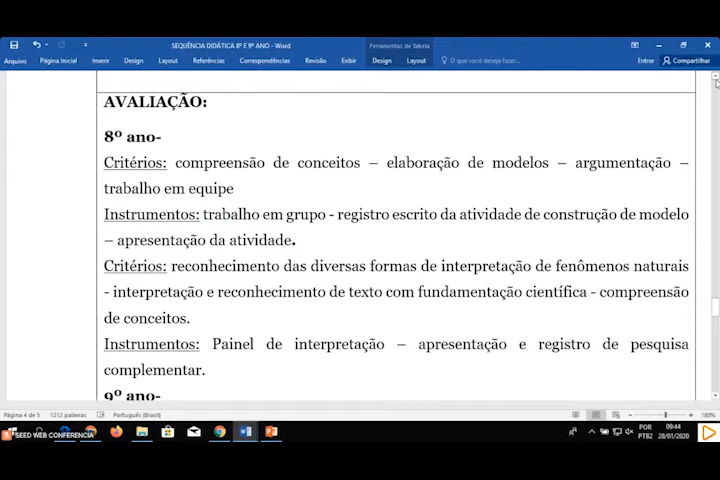 SEQUÊNCIA DIDÁTICA 8º E 9º ANO - Word
Ferramentas de Tabela
Arquivo Página Inicial Inserir Design Layout Referências Correspondências Revisão Exibir Design Layout O que você deseja fazer... Entrar Compartilhar
AVALIAÇÃO:
8º ano-
Critérios: compreensão de conceitos – elaboração de modelos – argumentação –
trabalho em equipe
Instrumentos: trabalho em grupo - registro escrito da atividade de construção de modelo
– apresentação da atividade.
Critérios: reconhecimento das diversas formas de interpretação de fenômenos naturais
- interpretação e reconhecimento de texto com fundamentação científica - compreensão
de conceitos.
Instrumentos: Painel de interpretação – apresentação e registro de pesquisa
complementar.
9º ano-
Página 4 de 5 1212 palavras Português (Brasil) 180%
SEED WEB CONFERENCIA
POR 09:44
PTB2 28/01/2020